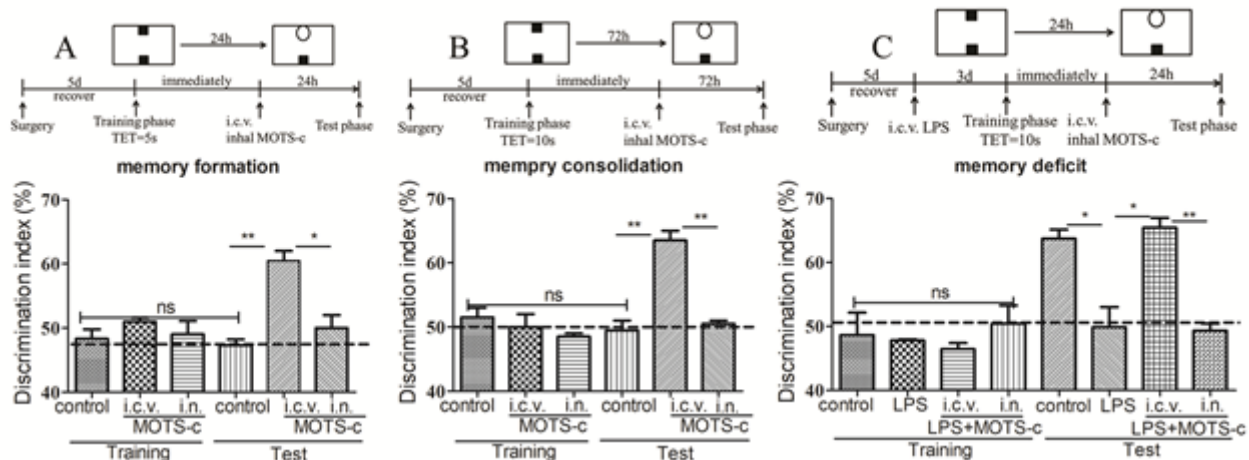 A
24h
5d
immediately
24h
recover
Surgery
Training phase
TET=5s
i.c.v.
inhal MOTS-c
Test phase
memory formation
Discrimination index (%)
70
60
50
40
ns
**
*
control
i.c.v.
i.n.
control
i.c.v.
i.n.
MOTS-c
MOTS-c
Training
Test
B
72h
5d
immediately
72h
recover
Surgery
Training phase
TET=10s
i.c.v.
inhal MOTS-c
Test phase
mempry consolidation
Discrimination index (%)
70
60
50
40
ns
**
**
control
i.c.v.
i.n.
control
i.c.v.
i.n.
MOTS-c
MOTS-c
Training
Test
C
24h
5d
3d
immediately
24h
recover
Surgery
i.c.v. LPS
Training phase
TET=10s
i.c.v.
inhal MOTS-c
Test phase
memory deficit
Discrimination index (%)
70
60
50
40
ns
*
*
**
control
LPS
i.c.v.
i.n.
control
LPS
i.c.v.
i.n.
LPS+MOTS-c
LPS+MOTS-c
Training
Test